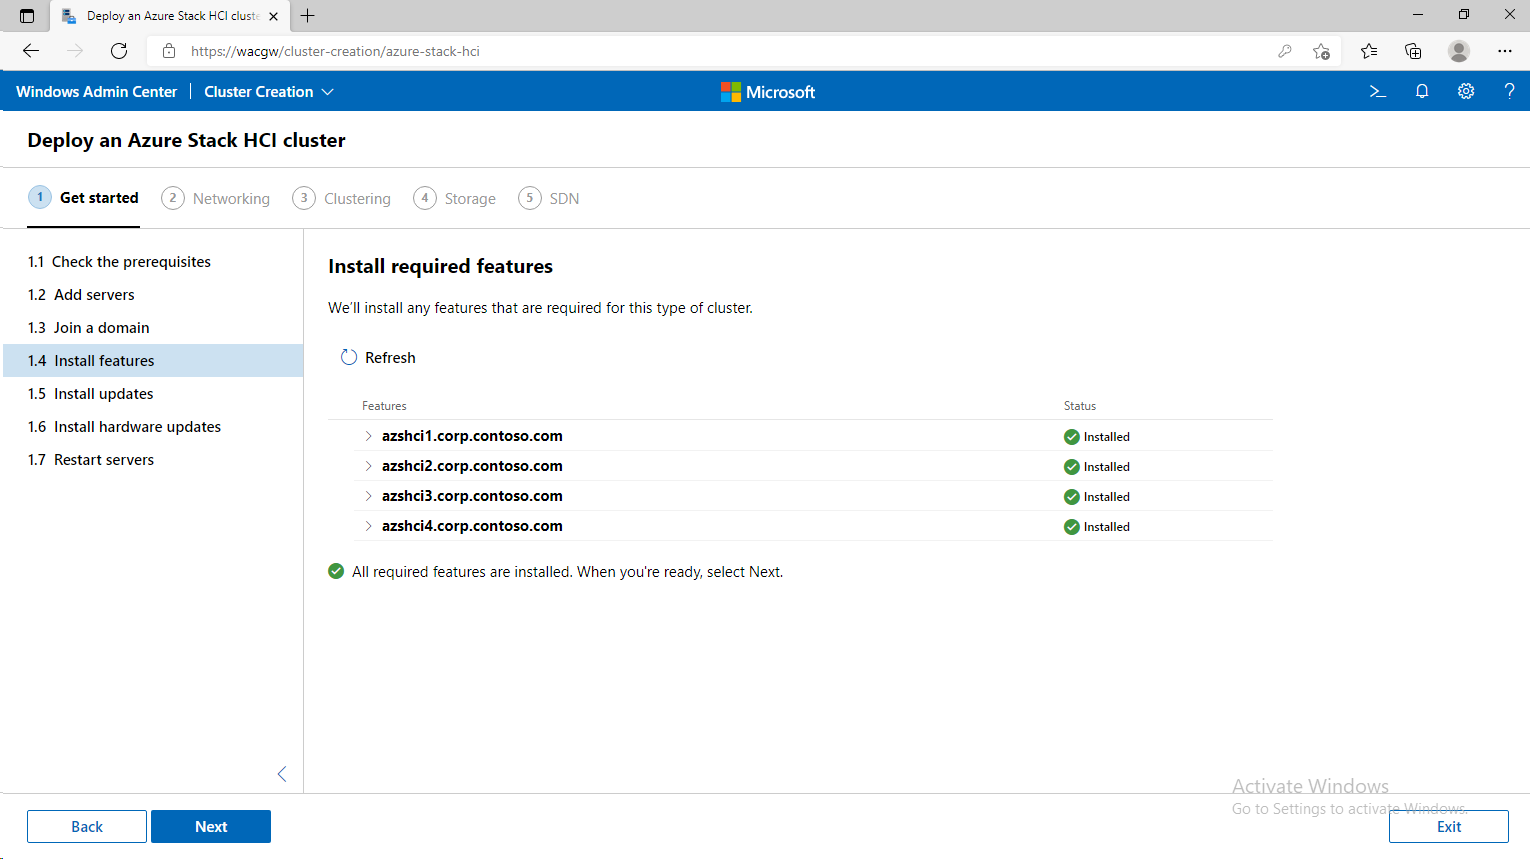 Deploy an Azure Stack HCI cluste
https://wacgw/cluster-creation/azure-stack-hci
Windows Admin Center
Cluster Creation
Microsoft
Deploy an Azure Stack HCI cluster
1 Get started
2 Networking
3 Clustering
4 Storage
5 SDN
1.1 Check the prerequisites
1.2 Add servers
1.3 Join a domain
1.4 Install features
1.5 Install updates
1.6 Install hardware updates
1.7 Restart servers
Install required features
We'll install any features that are required for this type of cluster.
Refresh
Features Status
azshci1.corp.contoso.com Installed
azshci2.corp.contoso.com Installed
azshci3.corp.contoso.com Installed
azshci4.corp.contoso.com Installed
All required features are installed. When you're ready, select Next.
Activate Windows
Go to Settings to activate Windows.
Back
Next
Exit